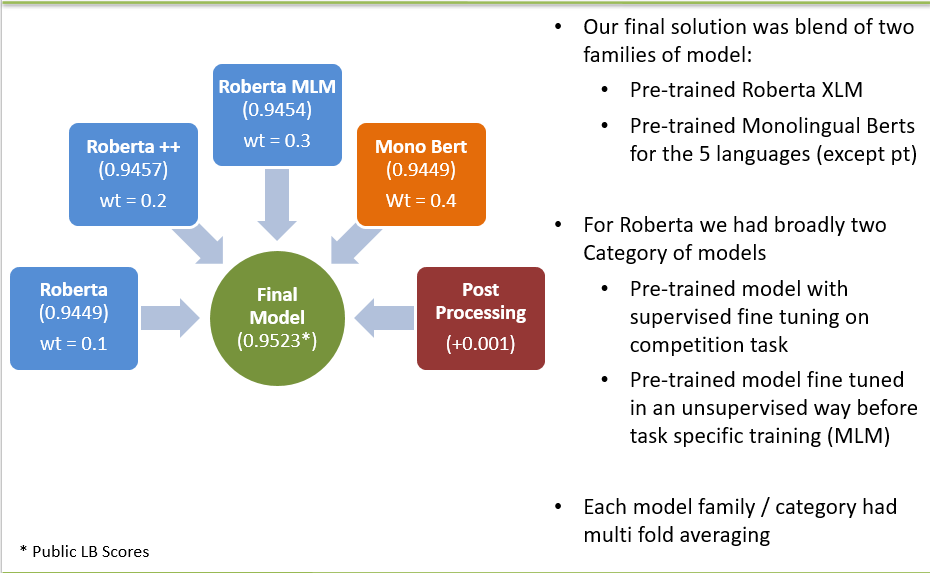 Roberta MLM
(0.9454)
wt = 0.3
Roberta ++
(0.9457)
wt = 0.2
Mono Bert
(0.9449)
Wt = 0.4
Roberta
(0.9449)
wt = 0.1
Final
Model
(0.9523*)
Post
Processing
(+0.001)
* Public LB Scores
• Our final solution was blend of two
families of model:
• Pre-trained Roberta XLM
• Pre-trained Monolingual Berts
for the 5 languages (except pt)
• For Roberta we had broadly two
Category of models
• Pre-trained model with
supervised fine tuning on
competition task
• Pre-trained model fine tuned
in an unsupervised way before
task specific training (MLM)
• Each model family / category had
multi fold averaging